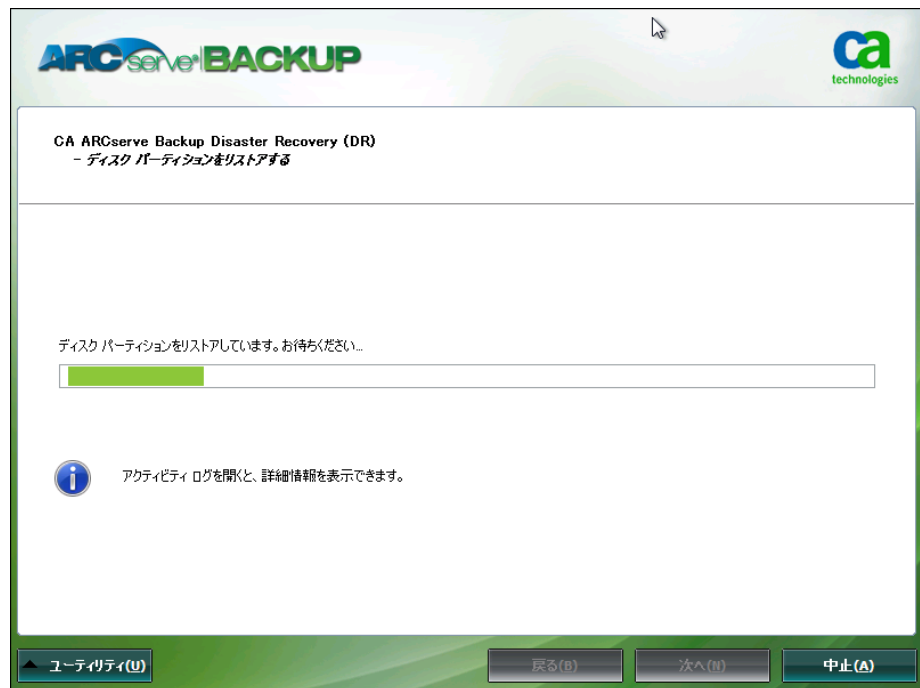 ARCserve BACKUP
ca
technologies
CA ARCserve Backup Disaster Recovery (DR)
- ディスク パーティションをリストアする
ディスク パーティションをリストアしています。お待ちください...
アクティビティ ログを開くと、詳細情報を表示できます。
ユーティリティ(U)
戻る(B)
次へ(N)
中止(A)